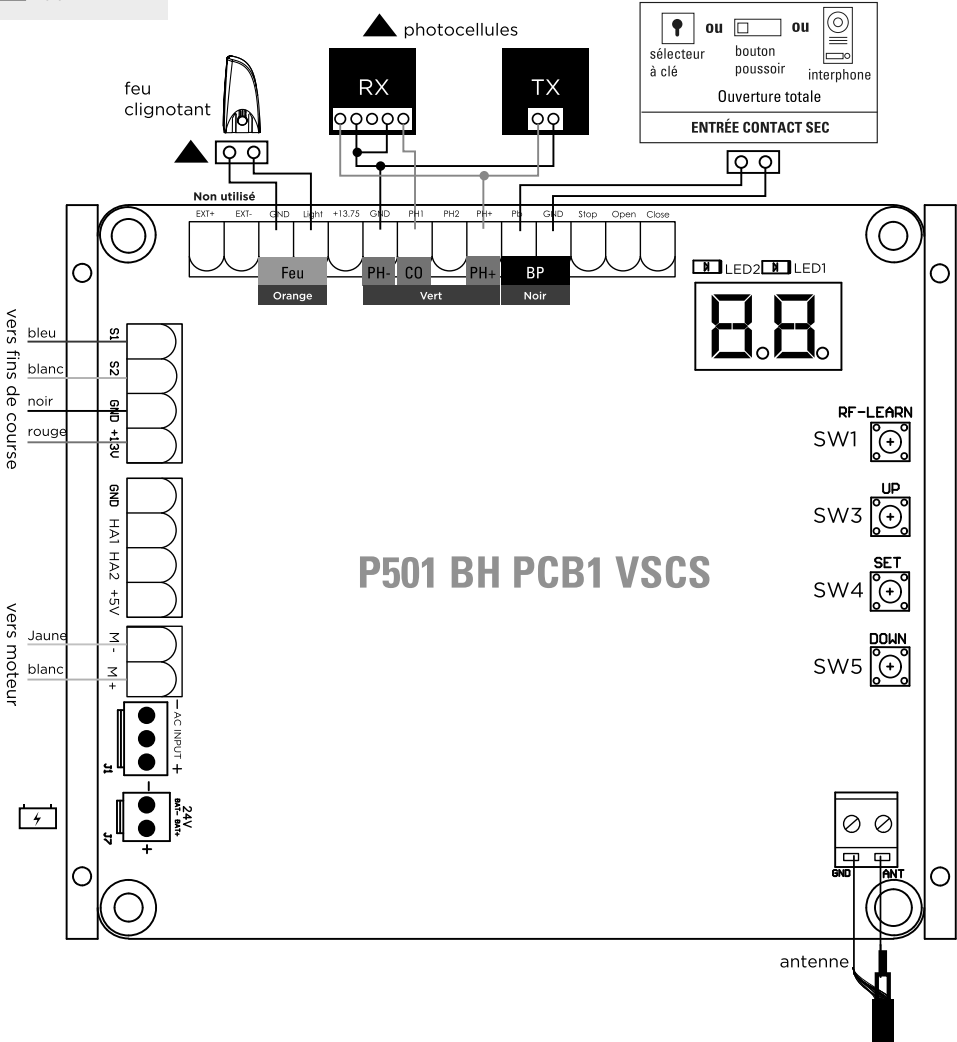 photocellules
RX
TX
feu
clignotant
ou
ou
sélecteur
à clé
bouton
poussoir
interphone
Ouverture totale
ENTRÉE CONTACT SEC
Non utilisé
EXT+ EXT- GND Light +13.75 GND PH1 PH2 PH+ Pb GND Stop Open Close
Feu PH- CO PH+ BP
Orange Vert Noir
LED2 LED1
8.8.
vers fins de course
bleu S1
blanc S2
noir GND
rouge +13V
GND
HA1
HA2
+5V
vers moteur
Jaune M -
blanc M +
- AC INPUT +
J1
-
24V
BAT- BAT+
J7
+
P501 BH PCB1 VSCS
RF-LEARN
SW1
UP
SW3
SET
SW4
DOWN
SW5
GND ANT
antenne